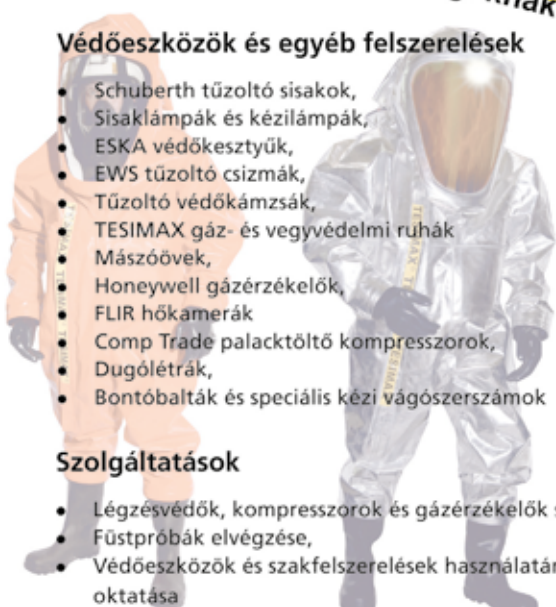 Védőeszközök és egyéb felszerelések
• Schuberth tűzoltó sisakok,
• Sisaklámpák és kézilámpák,
• ESKA védőkesztyűk,
• EWS tűzoltó csizmák,
• Tűzoltó védőkámzsák,
• TESIMAX gáz- és vegyvédelmi ruhák
• Mászóövek,
• Honeywell gázérzékelők,
• FLIR hőkamerák
• Comp Trade palacktöltő kompresszorok,
• Dugólétrák,
• Bontóbalták és speciális kézi vágószerszámok
Szolgáltatások
• Légzésvédők, kompresszorok és gázérzékelők
• Füstpróbák elvégzése,
• Védőeszközök és szakfelszerelések
oktatása
TESIMAX
TESIMAX